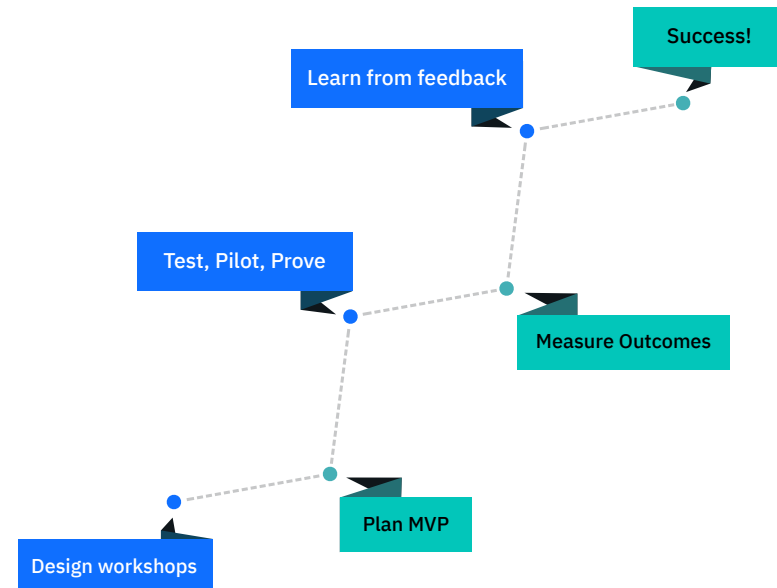 Success!
Learn from feedback
Test, Pilot, Prove
Measure Outcomes
Plan MVP
Design workshops